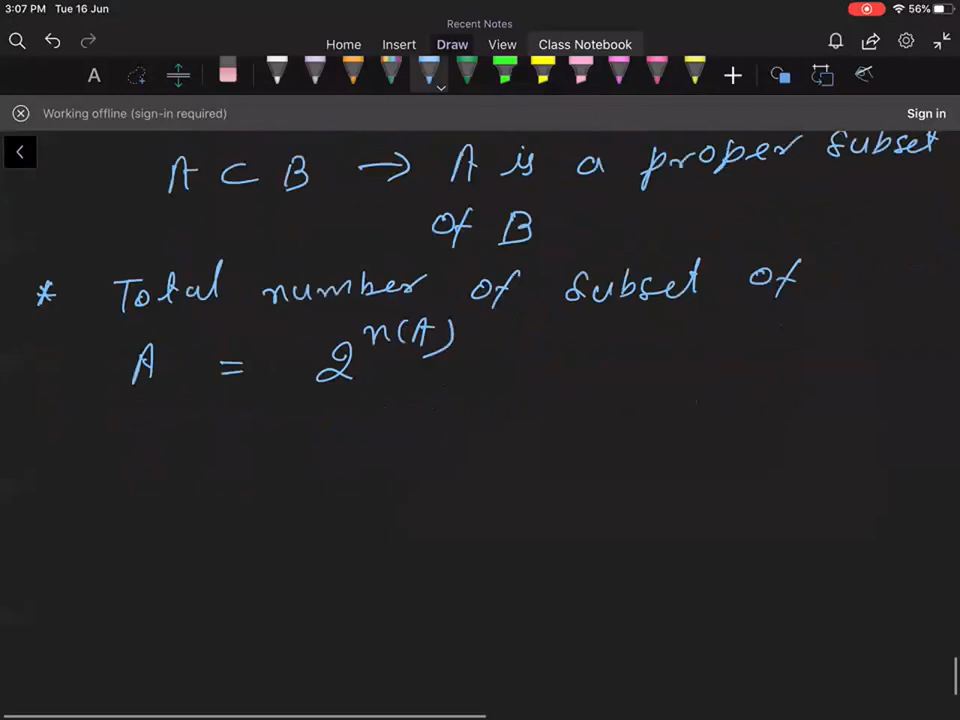 3:07 PM Tue 16 Jun
56%
Recent Notes
Home Insert Draw View Class Notebook
A
Working offline (sign-in required) Sign in
A ⊂ B → A is a proper subset
of B
* Total number of subset of
A = 2^n(A)